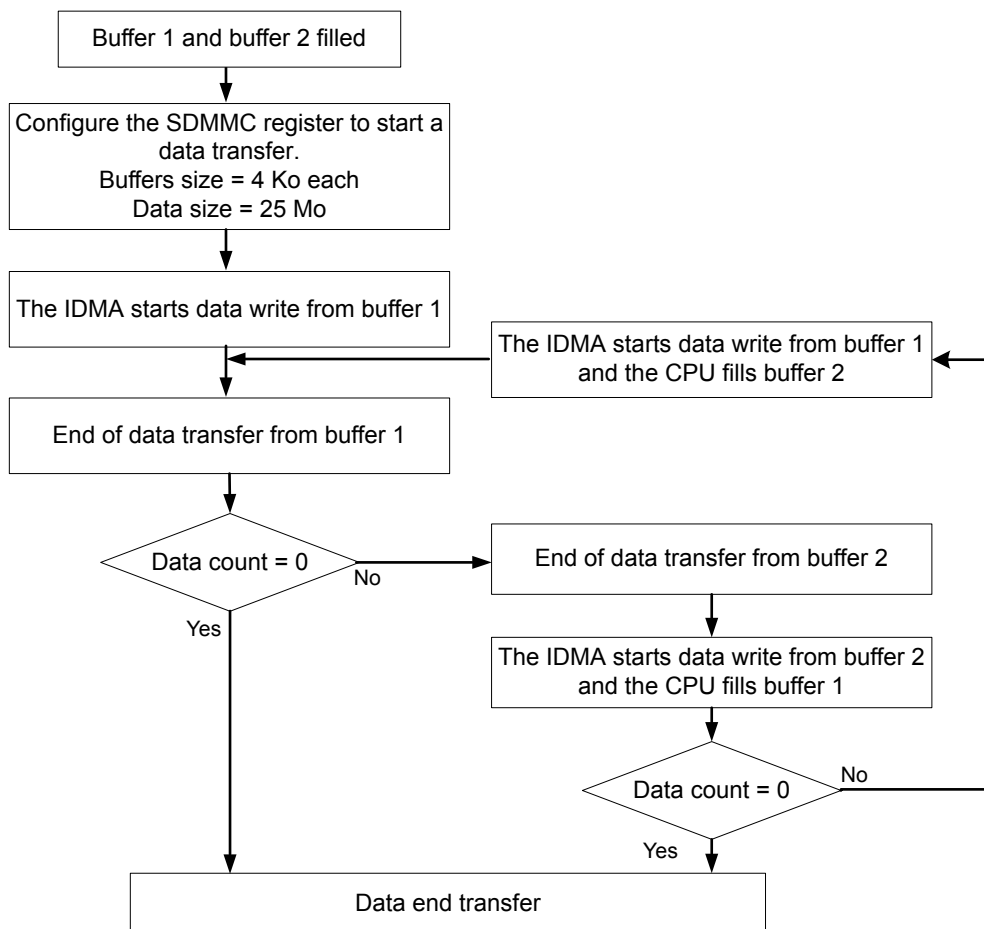 Buffer 1 and buffer 2 filled
Configure the SDMMC register to start a
data transfer.
Buffers size = 4 Ko each
Data size = 25 Mo
The IDMA starts data write from buffer 1
The IDMA starts data write from buffer 1
and the CPU fills buffer 2
End of data transfer from buffer 1
Data count = 0
No
Yes
End of data transfer from buffer 2
The IDMA starts data write from buffer 2
and the CPU fills buffer 1
Data count = 0
No
Yes
Data end transfer